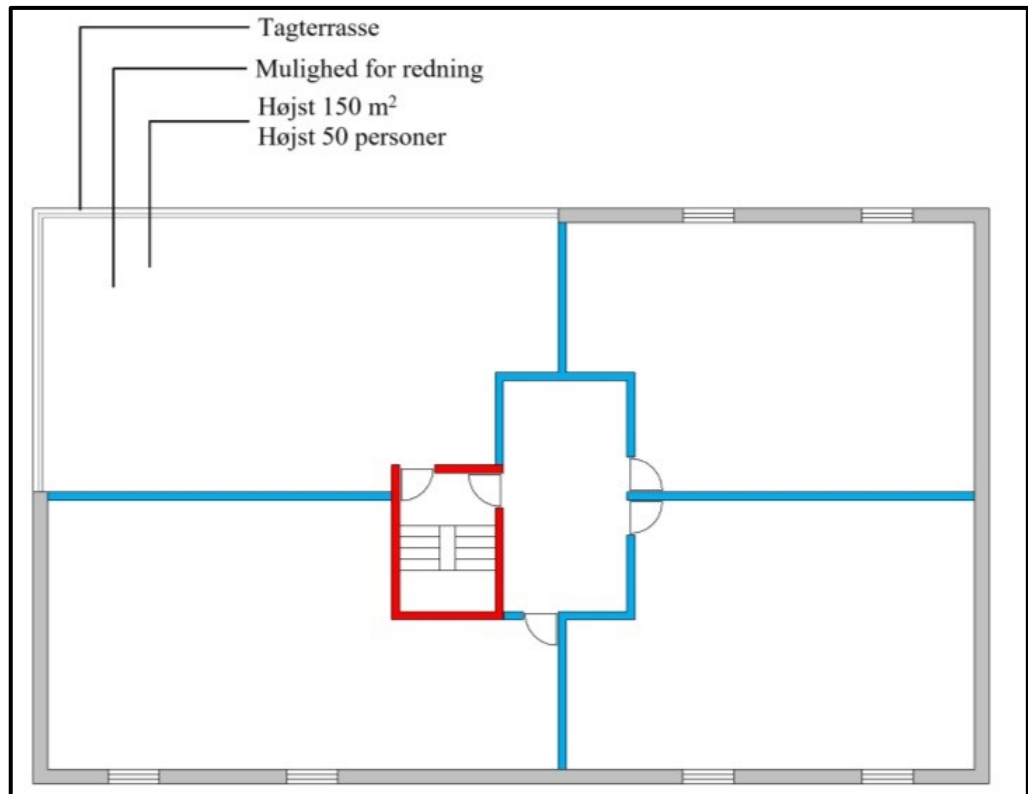 Tagterrasse
Mulighed for redning
Højst 150 m²
Højst 50 personer